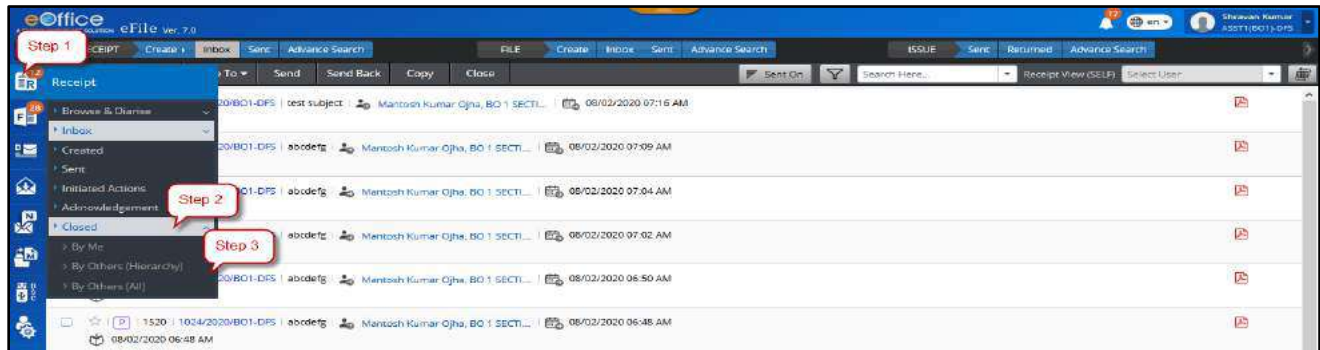 eOffice eFile Ver. 7.0 12 en Shravan Kumar
ASSTT(BO1)-DFS
Step 1 RECEIPT Create Inbox Sent Advance Search FILE Create Inbox Sent Advance Search ISSUE Sent Returned Advance Search
12 Receipt To Send Send Back Copy Close Sent On Search Here... Receipt View (SELF) Select User
28 Browse & Diarise 20/BO1-DFS | test subject | Mantosh Kumar Ojha, BO 1 SECTI... | 08/02/2020 07:16 AM
Inbox
Created 20/BO1-DFS | abcdefg | Mantosh Kumar Ojha, BO 1 SECTI... | 08/02/2020 07:09 AM
Sent
Initiated Actions 01-DFS | abcdefg | Mantosh Kumar Ojha, BO 1 SECTI... | 08/02/2020 07:04 AM
Acknowledgement Step 2
Closed abcdefg | Mantosh Kumar Ojha, BO 1 SECTI... | 08/02/2020 07:02 AM
By Me Step 3
By Others (Hierarchy)
By Others (All) 20/BO1-DFS | abcdefg | Mantosh Kumar Ojha, BO 1 SECTI... | 08/02/2020 06:50 AM
P | 1520 | 1024/2020/BO1-DFS | abcdefg | Mantosh Kumar Ojha, BO 1 SECTI... | 08/02/2020 06:48 AM
08/02/2020 06:48 AM